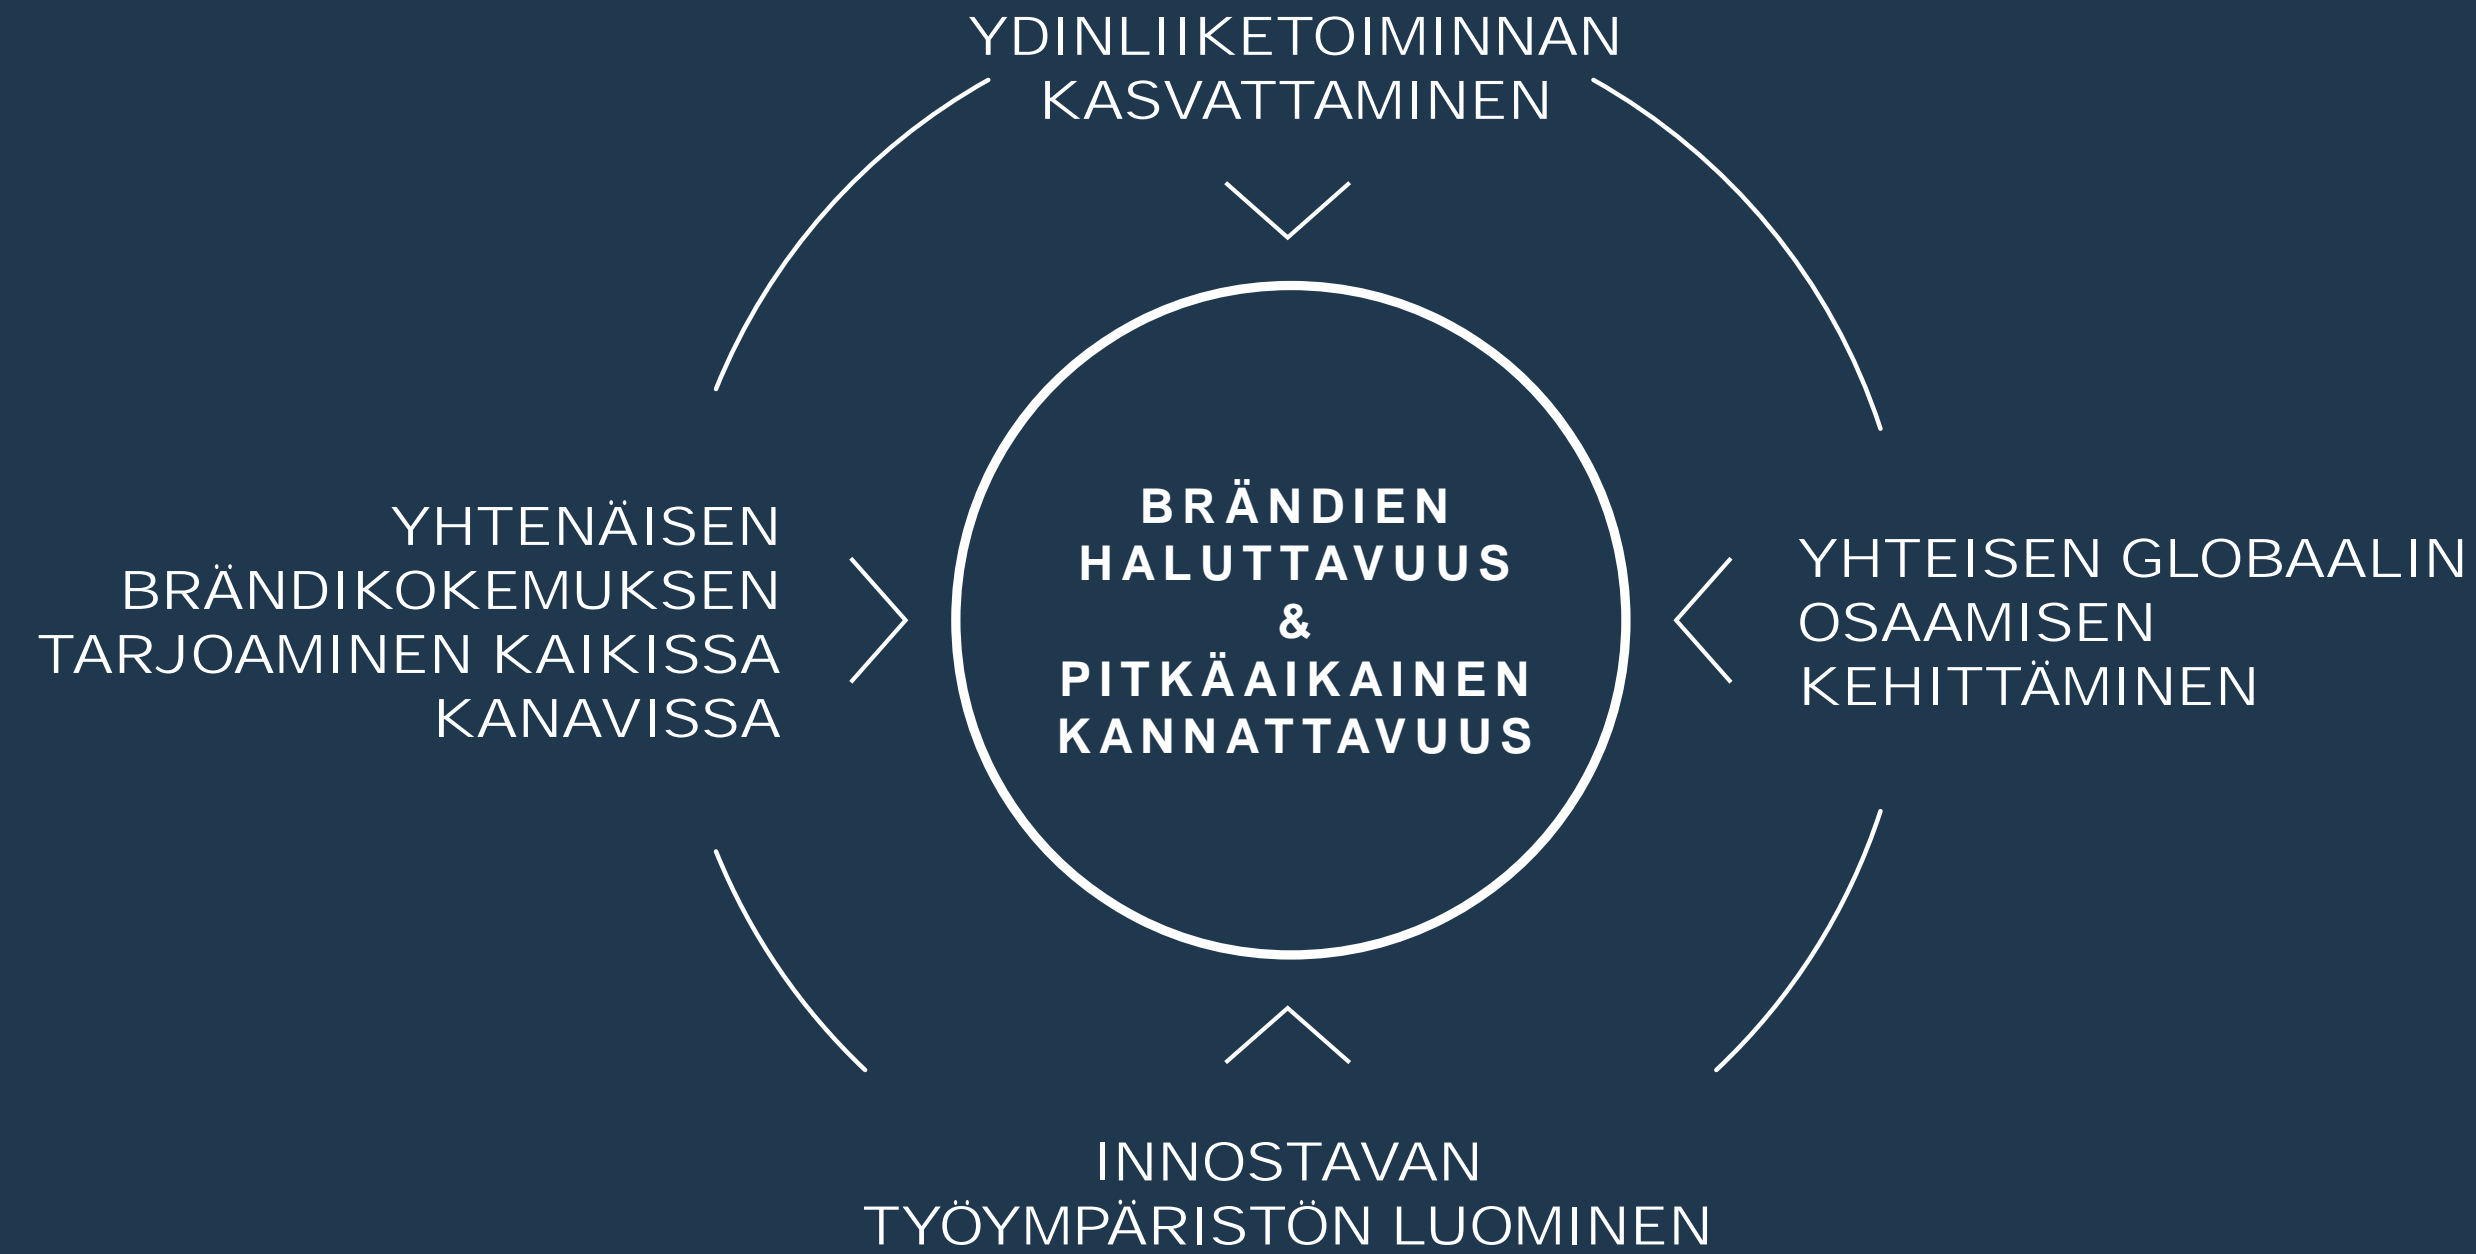 YDINLIIKETOIMINNAN
KASVATTAMINEN
YHTENÄISEN
BRÄNDIKOKEMUKSEN
TARJOAMINEN KAIKISSA
KANAVISSA
BRÄNDIEN
HALUTTAVUUS
&
PITKÄAIKAINEN
KANNATTAVUUS
YHTEISEN GLOBAALIN
OSAAMISEN
KEHITTÄMINEN
INNOSTAVAN
TYÖYMPÄRISTÖN LUOMINEN